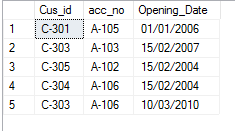 Cus_id acc_no Opening_Date
1 C-301 A-105 01/01/2006
2 C-303 A-103 15/02/2007
3 C-305 A-102 15/02/2004
4 C-304 A-106 15/02/2004
5 C-303 A-106 10/03/2010